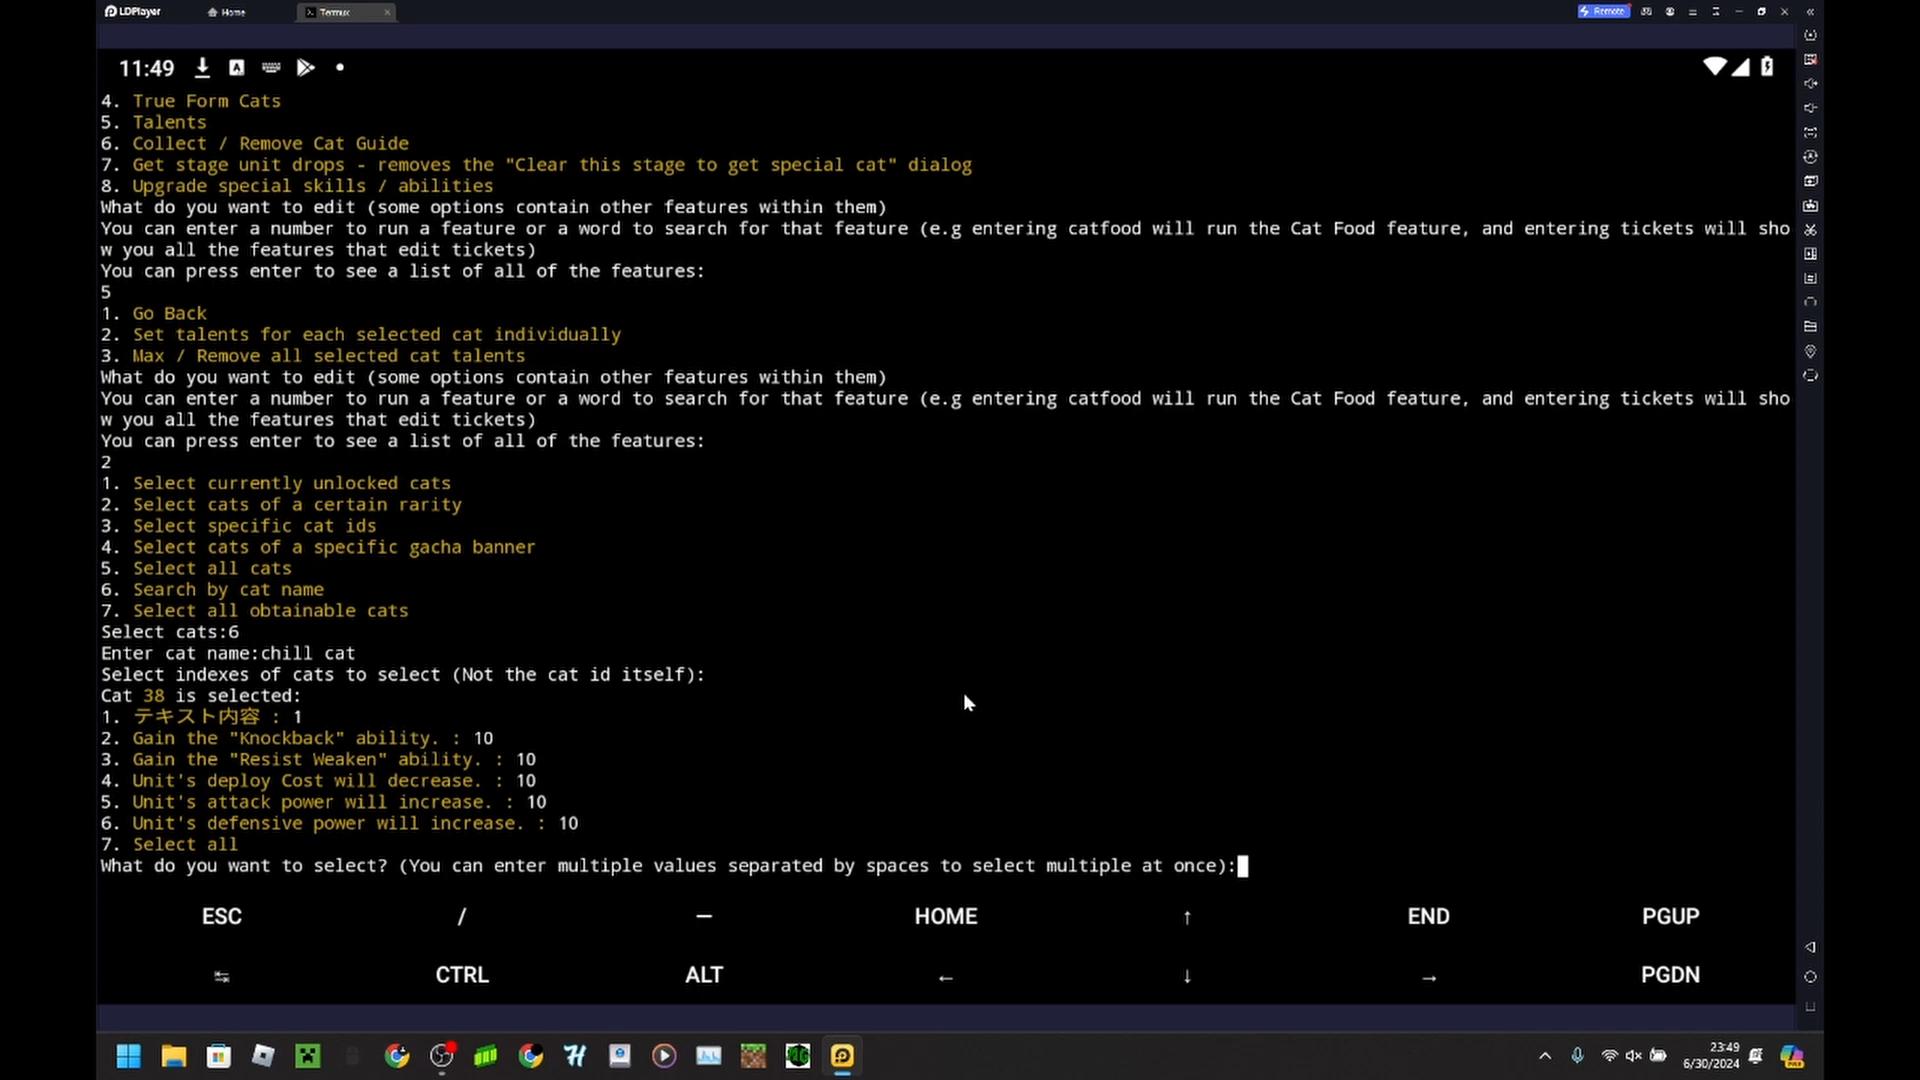 LDPlayer
Home
Termux
Remote
11:49
A
4. True Form Cats
5. Talents
6. Collect / Remove Cat Guide
7. Get stage unit drops - removes the "Clear this stage to get special cat" dialog
8. Upgrade special skills / abilities
What do you want to edit (some options contain other features within them)
You can enter a number to run a feature or a word to search for that feature (e.g entering catfood will run the Cat Food feature, and entering tickets will sho
w you all the features that edit tickets)
You can press enter to see a list of all of the features:
5
1. Go Back
2. Set talents for each selected cat individually
3. Max / Remove all selected cat talents
What do you want to edit (some options contain other features within them)
You can enter a number to run a feature or a word to search for that feature (e.g entering catfood will run the Cat Food feature, and entering tickets will sho
w you all the features that edit tickets)
You can press enter to see a list of all of the features:
2
1. Select currently unlocked cats
2. Select cats of a certain rarity
3. Select specific cat ids
4. Select cats of a specific gacha banner
5. Select all cats
6. Search by cat name
7. Select all obtainable cats
Select cats:6
Enter cat name:chill cat
Select indexes of cats to select (Not the cat id itself):
Cat 38 is selected:
1. テキスト内容 : 1
2. Gain the "Knockback" ability. : 10
3. Gain the "Resist Weaken" ability. : 10
4. Unit's deploy Cost will decrease. : 10
5. Unit's attack power will increase. : 10
6. Unit's defensive power will increase. : 10
7. Select all
What do you want to select? (You can enter multiple values separated by spaces to select multiple at once):
ESC / — HOME ↑ END PGUP
CTRL ALT ← ↓ → PGDN
23:49
6/30/2024